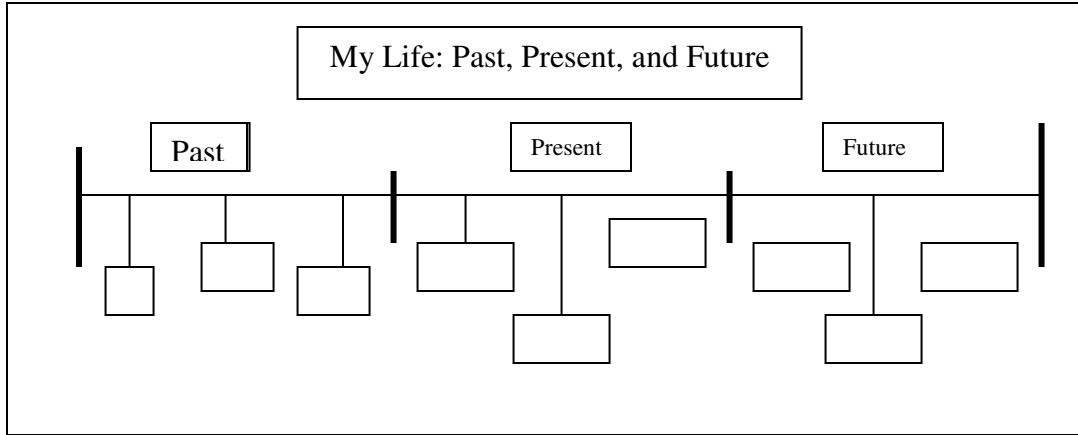 My Life: Past, Present, and Future
Past
Present
Future